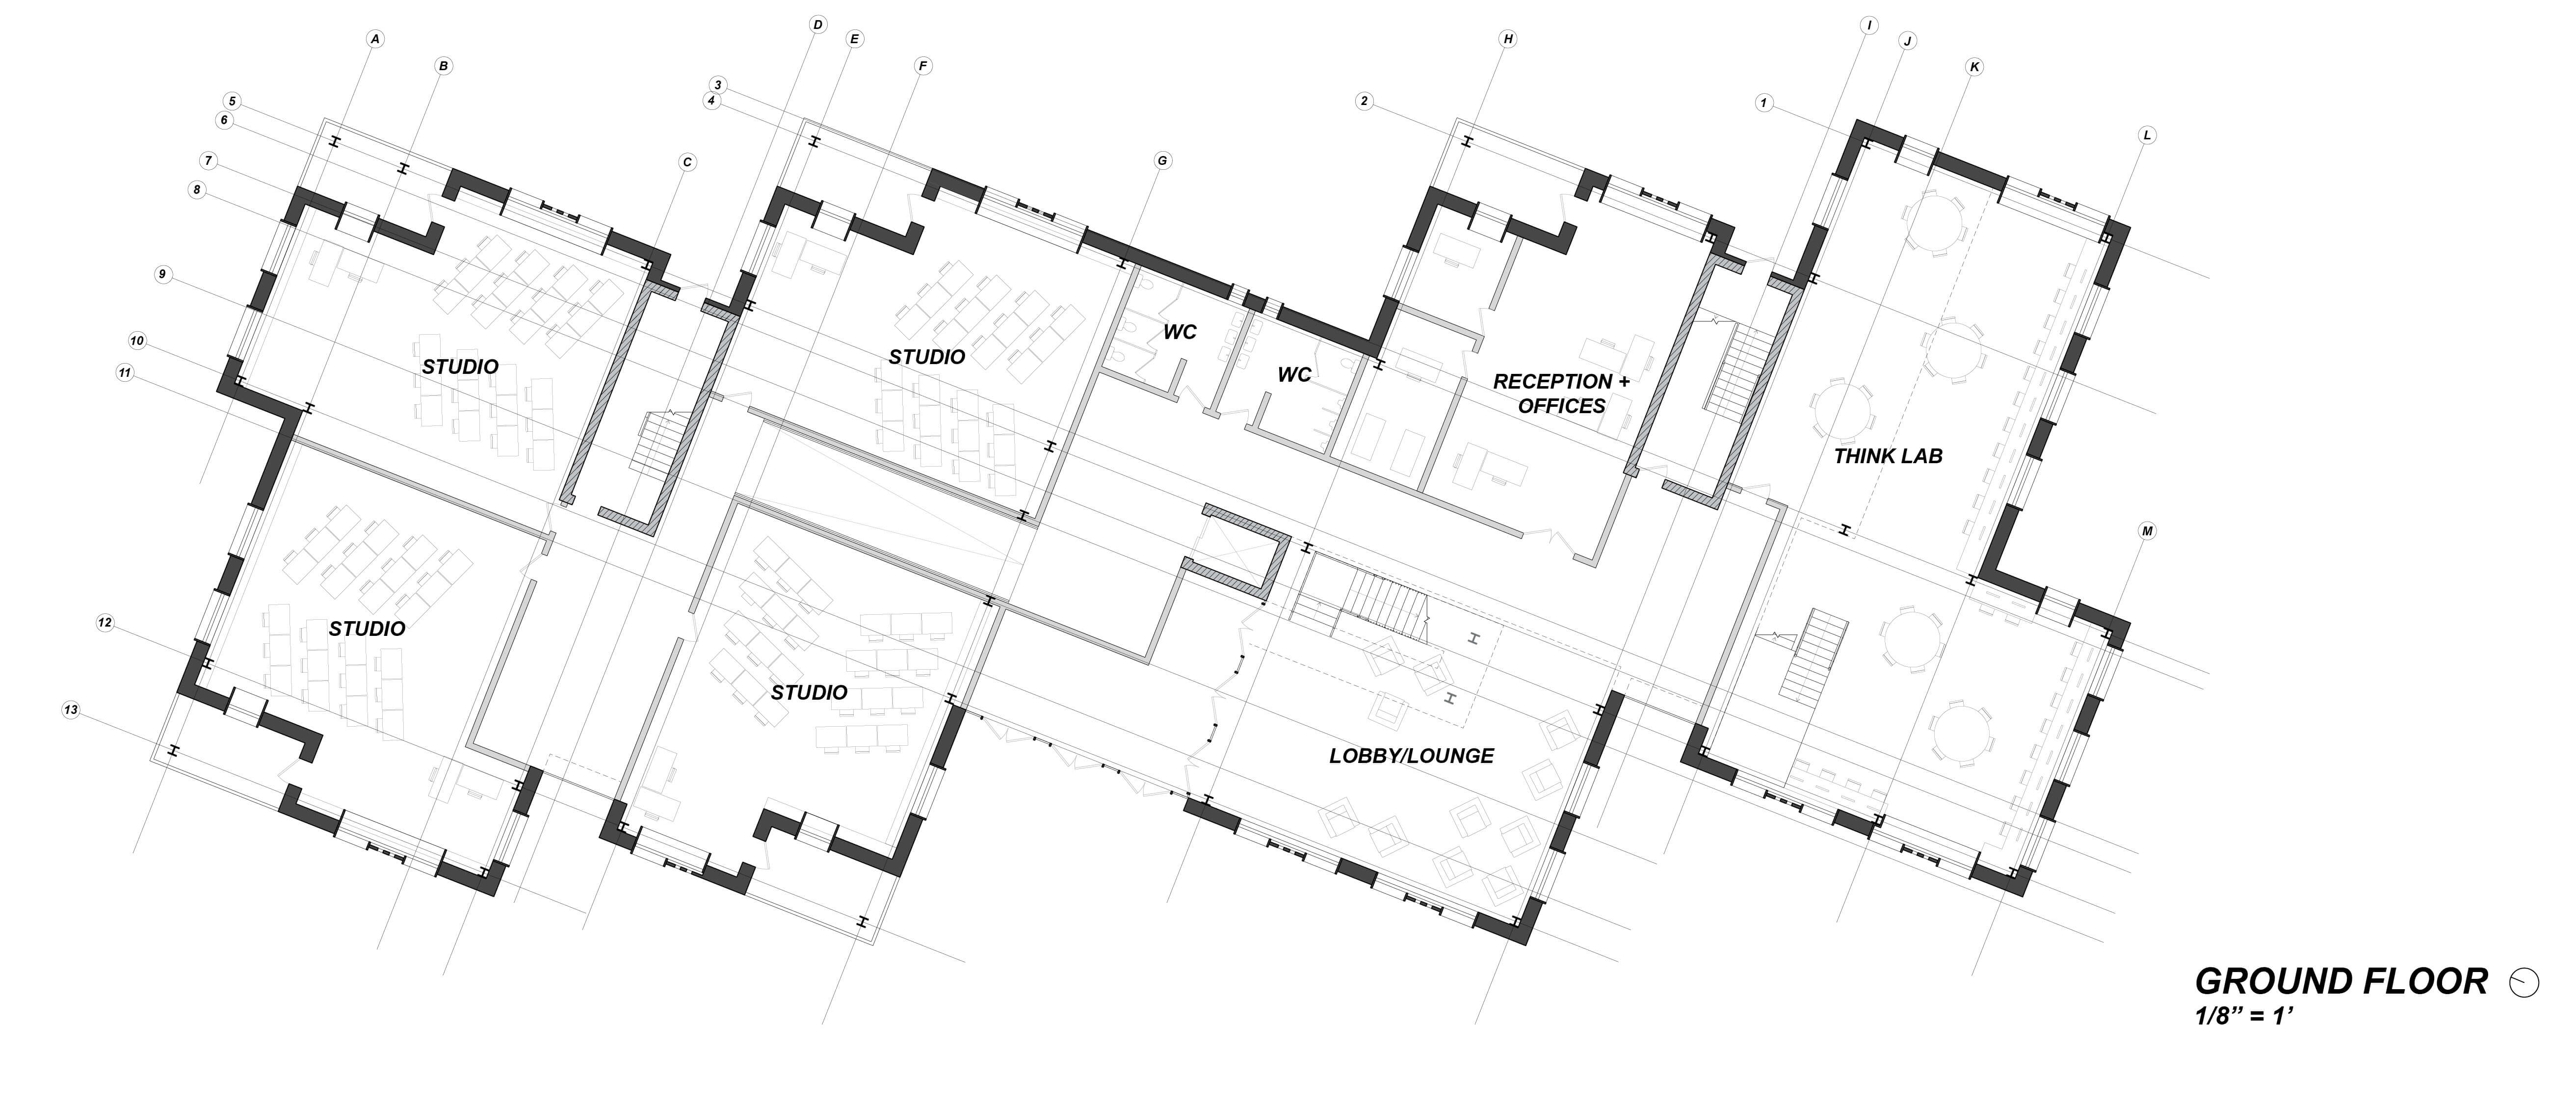 D
I
A
E
H
J
B
F
K
3
5
4
2
1
6
L
7
G
C
8
9
WC
10
STUDIO
11
WC
RECEPTION +
STUDIO
OFFICES
THINK LAB
M
12
STUDIO
STUDIO
13
LOBBY/LOUNGE
GROUND FLOOR
1/8” = 1’